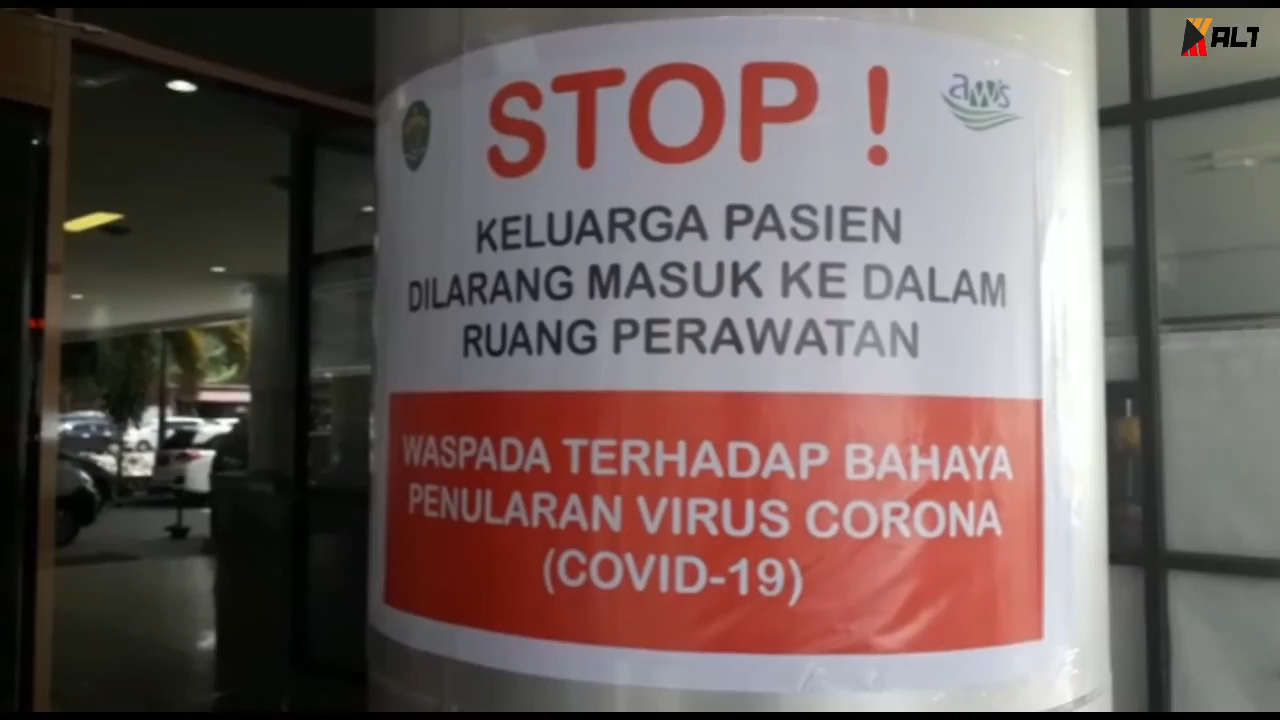 STOP !
aws
KELUARGA PASIEN
DILARANG MASUK KE DALAM
RUANG PERAWATAN
WASPADA TERHADAP BAHAYA
PENULARAN VIRUS CORONA
(COVID-19)
ALT